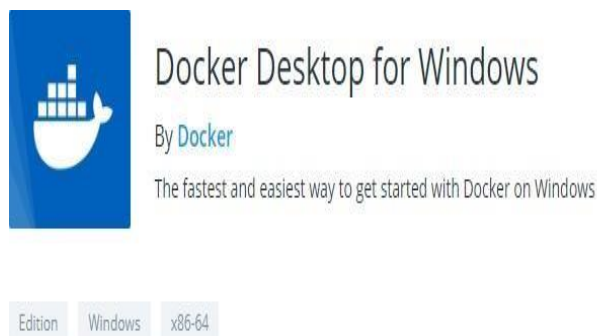 Docker Desktop for Windows
By Docker
The fastest and easiest way to get started with Docker on Windows
Edition Windows x86-64